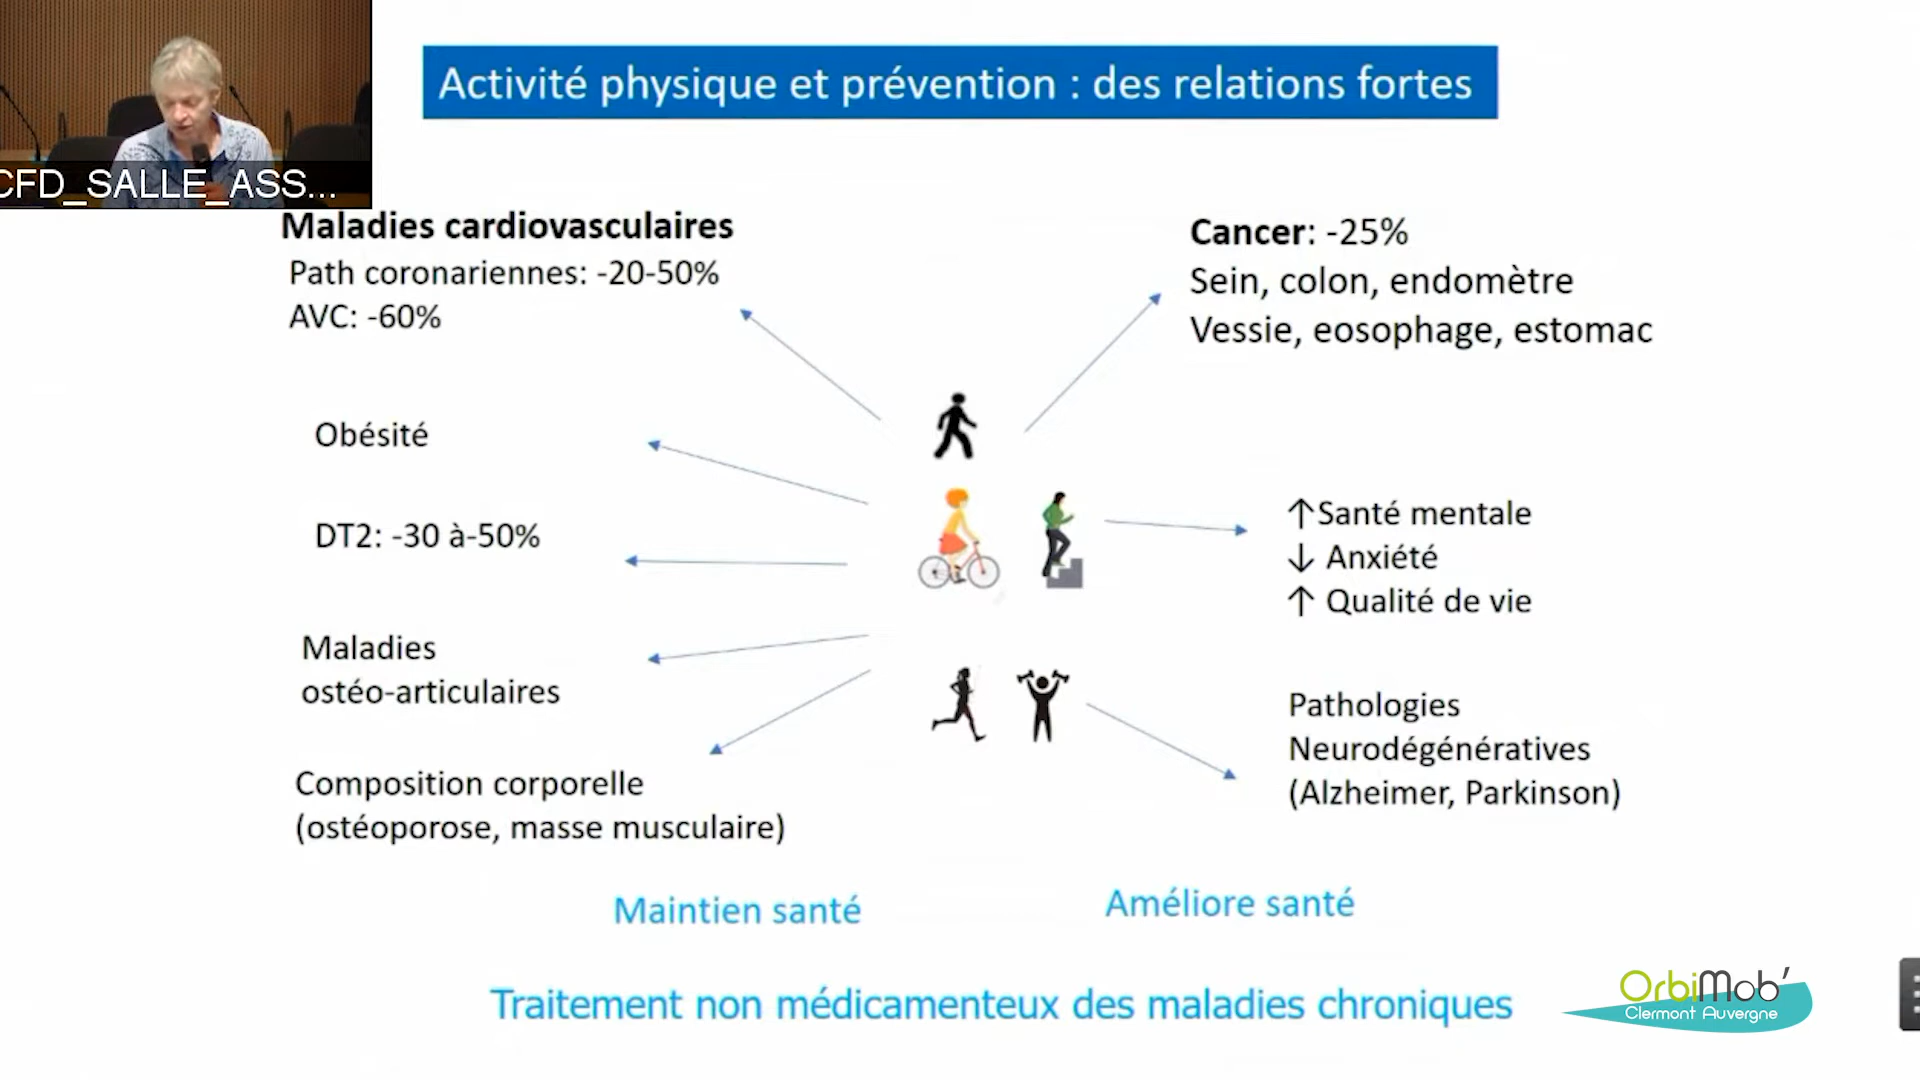 CFD_SALLE_ASS...
Activité physique et prévention : des relations fortes
Maladies cardiovasculaires
Path coronariennes: -20-50%
AVC: -60%
Obésité
DT2: -30 à-50%
Maladies
ostéo-articulaires
Composition corporelle
(ostéoporose, masse musculaire)
Cancer: -25%
Sein, colon, endomètre
Vessie, eosophage, estomac
↑Santé mentale
↓ Anxiété
↑ Qualité de vie
Pathologies
Neurodégénératives
(Alzheimer, Parkinson)
Maintien santé
Améliore santé
Traitement non médicamenteux des maladies chroniques
OrbiMob'
Clermont Auvergne